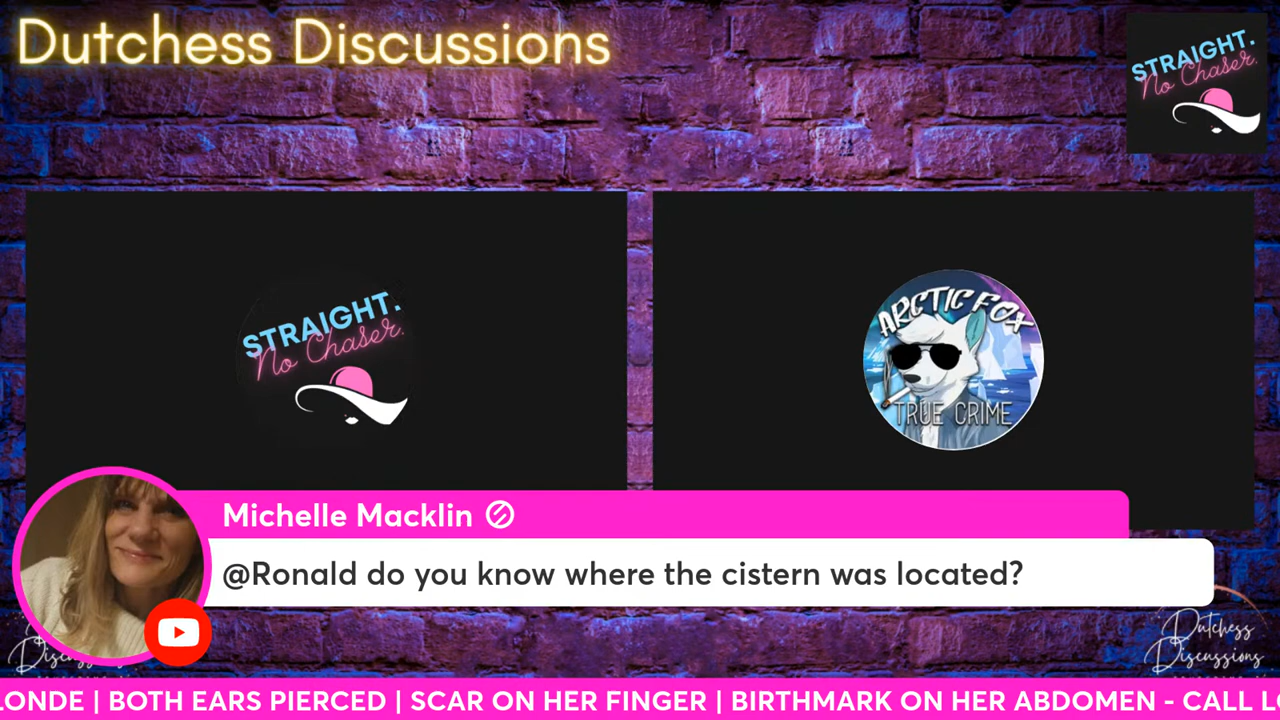 Dutchess Discussions
STRAIGHT.
No Chaser.
STRAIGHT.
No Chaser.
ARCTIC FOX
TRUE CRIME
Michelle Macklin
@Ronald do you know where the cistern was located?
Dutchess
Discussions
LONDE | BOTH EARS PIERCED | SCAR ON HER FINGER | BIRTHMARK ON HER ABDOMEN - CALL LO